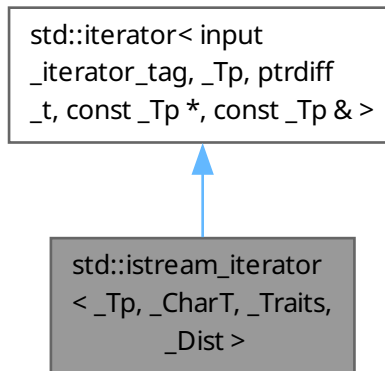 std::iterator< input
_iterator_tag, _Tp, ptrdiff
_t, const _Tp *, const _Tp & >
std::istream_iterator
< _Tp, _CharT, _Traits,
_Dist >